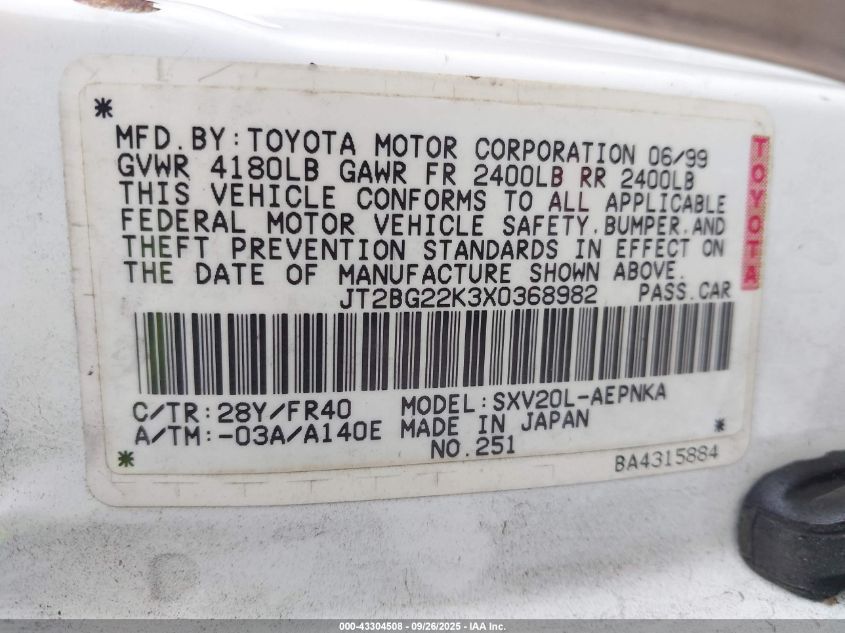 MFD.BY:TOYOTA MOTOR CORPORATION 06/99
GVWR 4180LB GAWR FR 2400LB RR 2400LB
THIS VEHICLE CONFORMS TO ALL APPLICABLE
FEDERAL MOTOR VEHICLE SAFETY,BUMPER,AND
THEFT PREVENTION STANDARDS IN EFFECT ON
THE DATE OF MANUFACTURE SHOWN ABOVE.
JT2BG22K3X0368982 PASS.CAR
C/TR:28Y/FR40 MODEL:SXV20L-AEPNKA
A/TM:-03A/A140E MADE IN JAPAN
NO.251
BA4315884
TOYOTA
000-43304508 - 09/26/2025 - IAA Inc.